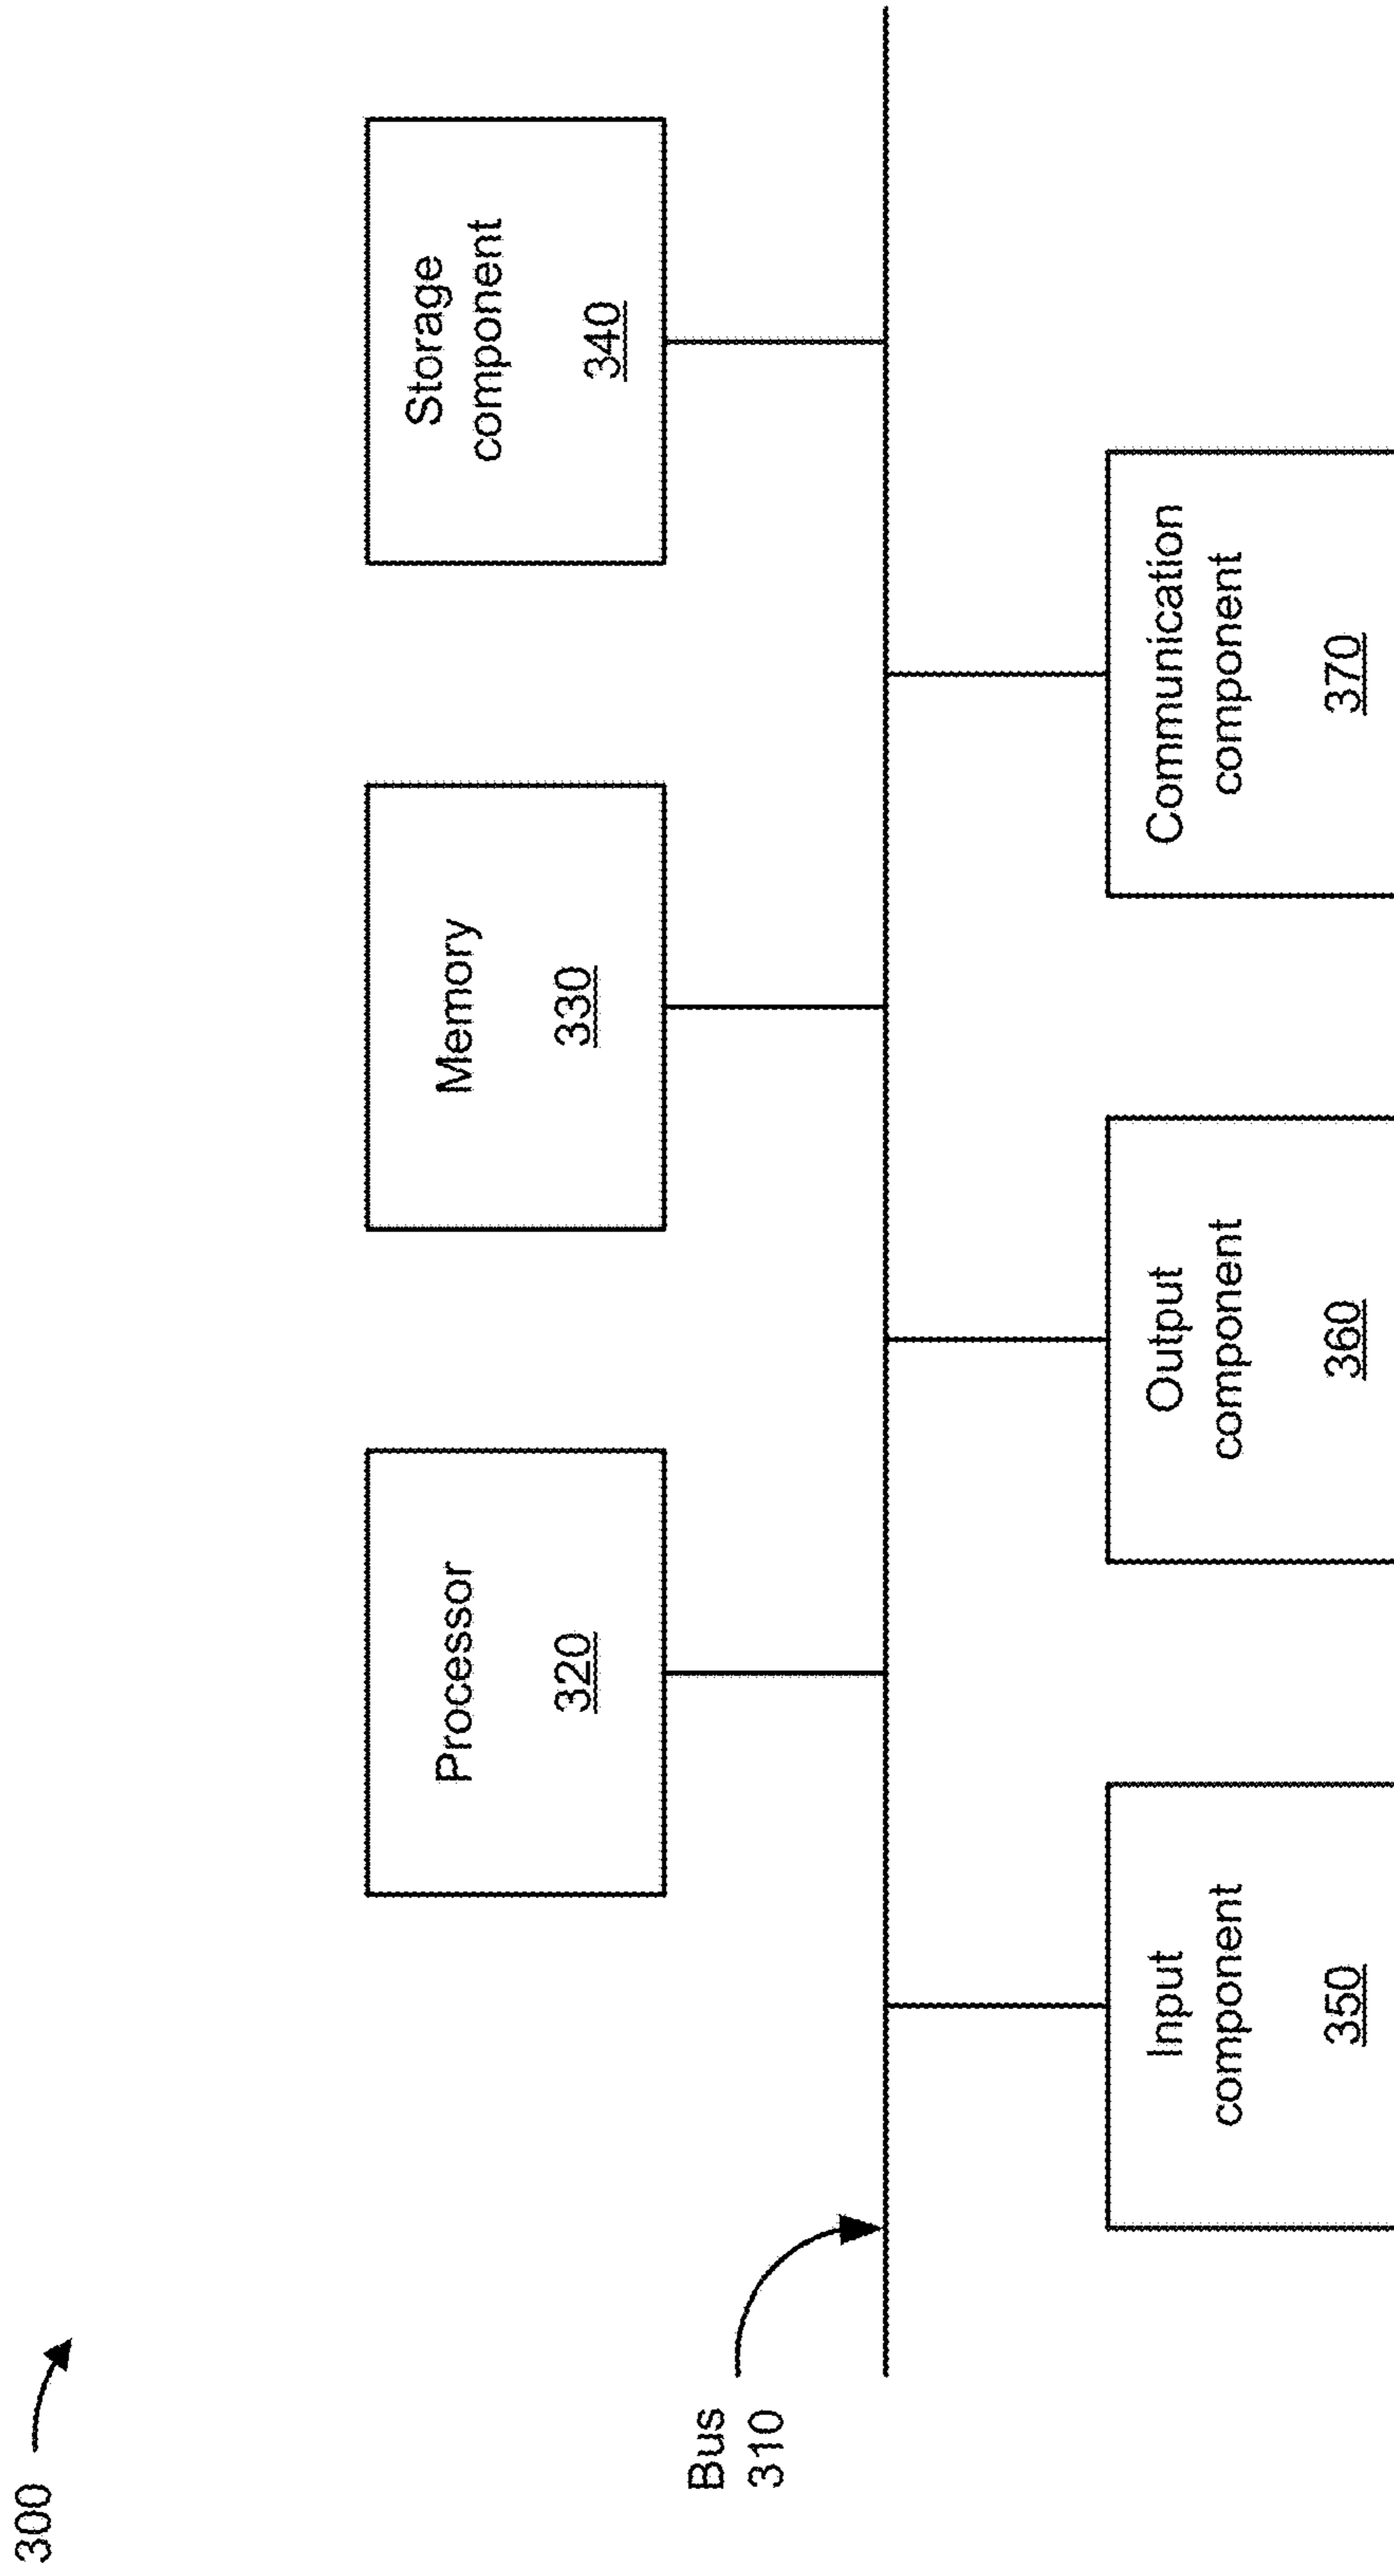 300
Processor
320
Memory
330
Storage
component
340
Bus
310
Input
component
350
Output
component
360
Communication
component
370